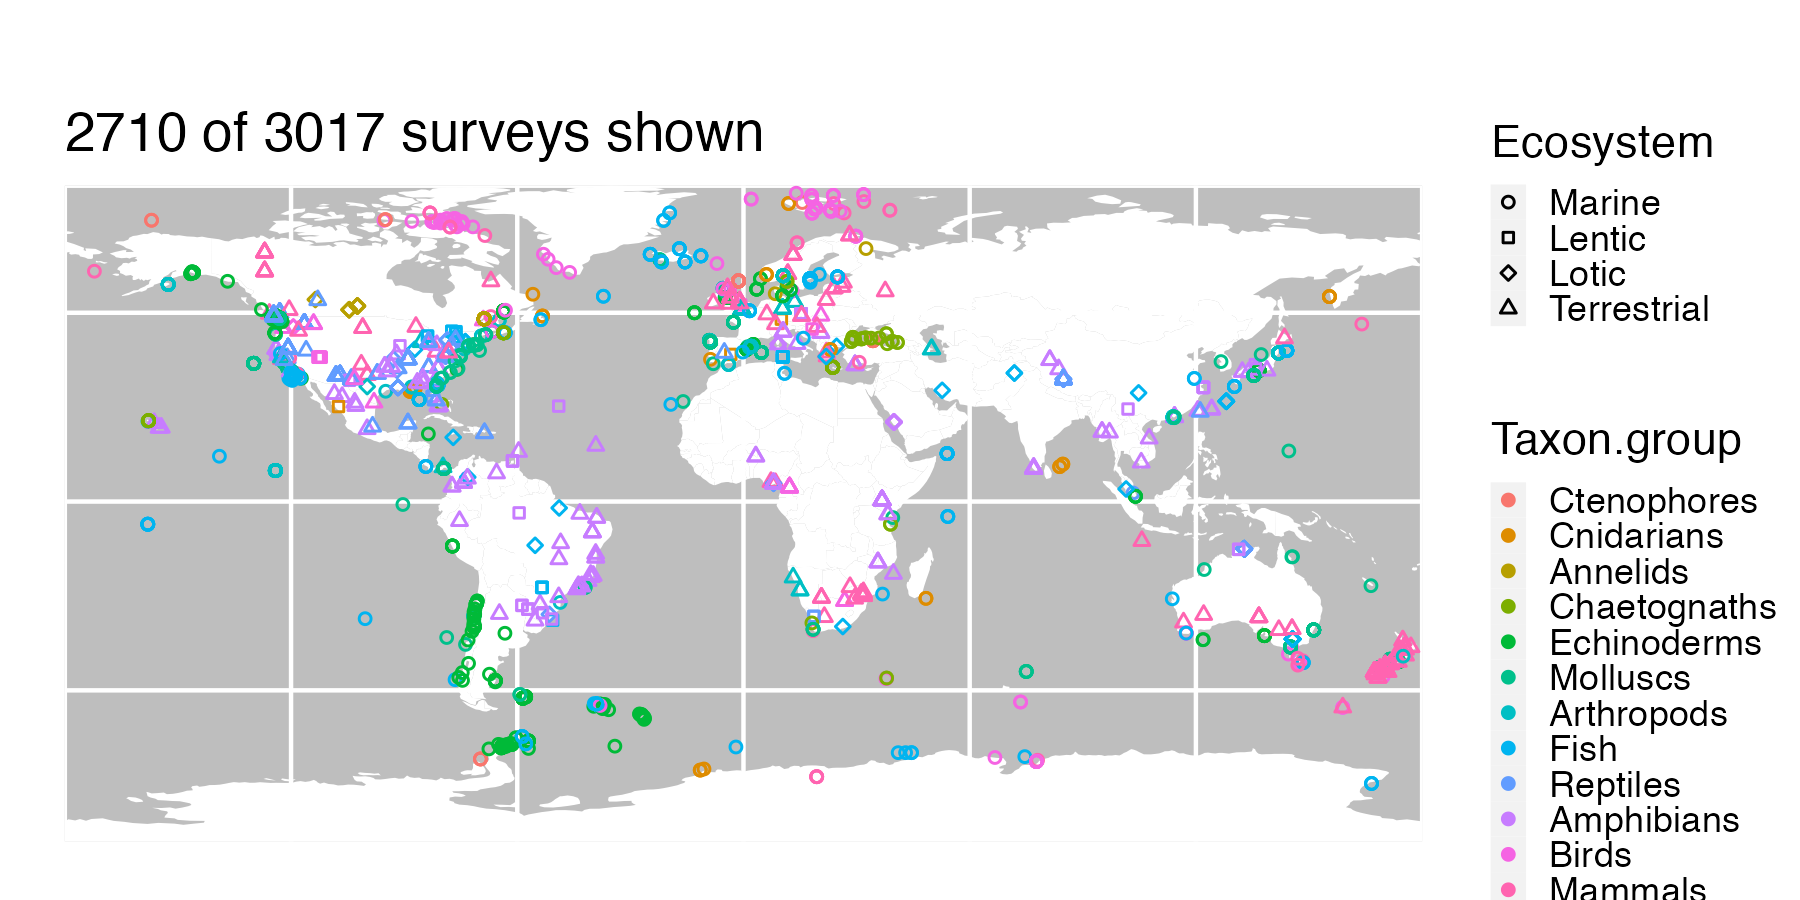 2710 of 3017 surveys shown
Ecosystem
Marine
Lentic
Lotic
Terrestrial
Taxon.group
Ctenophores
Cnidarians
Annelids
Chaetognaths
Echinoderms
Molluscs
Arthropods
Fish
Reptiles
Amphibians
Birds
Mammals